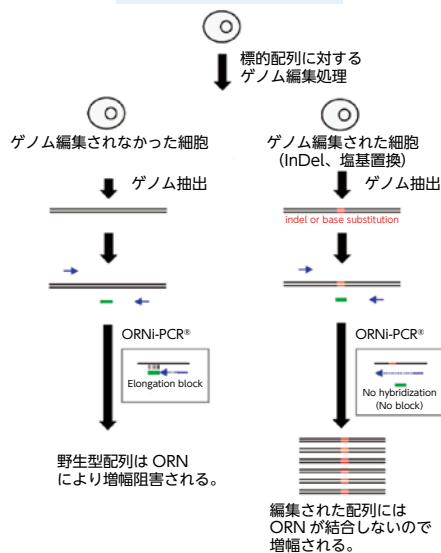 標的配列に対する
ゲノム編集処理
ゲノム編集されなかった細胞
ゲノム編集された細胞
(InDel、塩基置換)
ゲノム抽出
ゲノム抽出
indel or base substitution
ORNi-PCR®
ORNi-PCR®
Elongation block
No hybridization
(No block)
野生型配列は ORN
により増幅阻害される。
編集された配列には
ORN が結合しないので
増幅される。